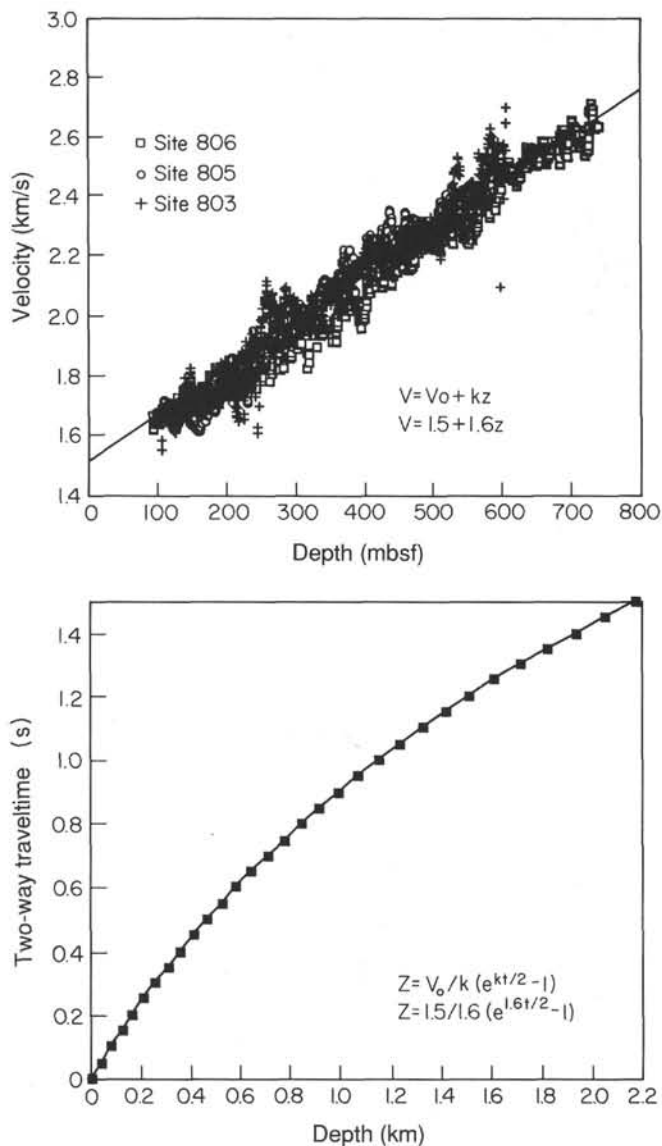 3.0
2.8
2.6
2.4
2.2
2.0
1.8
1.6
1.4
Velocity (km/s)
Site 806
Site 805
Site 803
V=Vo+kz
V=1.5+1.6z
0 100 200 300 400 500 600 700 800
Depth (mbsf)
1.4
1.2
1.0
0.8
0.6
0.4
0.2
0
Two-way traveltime (s)
Z=Vo/k (e^kt/2 -1)
Z=1.5/1.6 (e^1.6t/2 -1)
0 0.2 0.4 0.6 0.8 1.0 1.2 1.4 1.6 1.8 2.0 2.2
Depth (km)